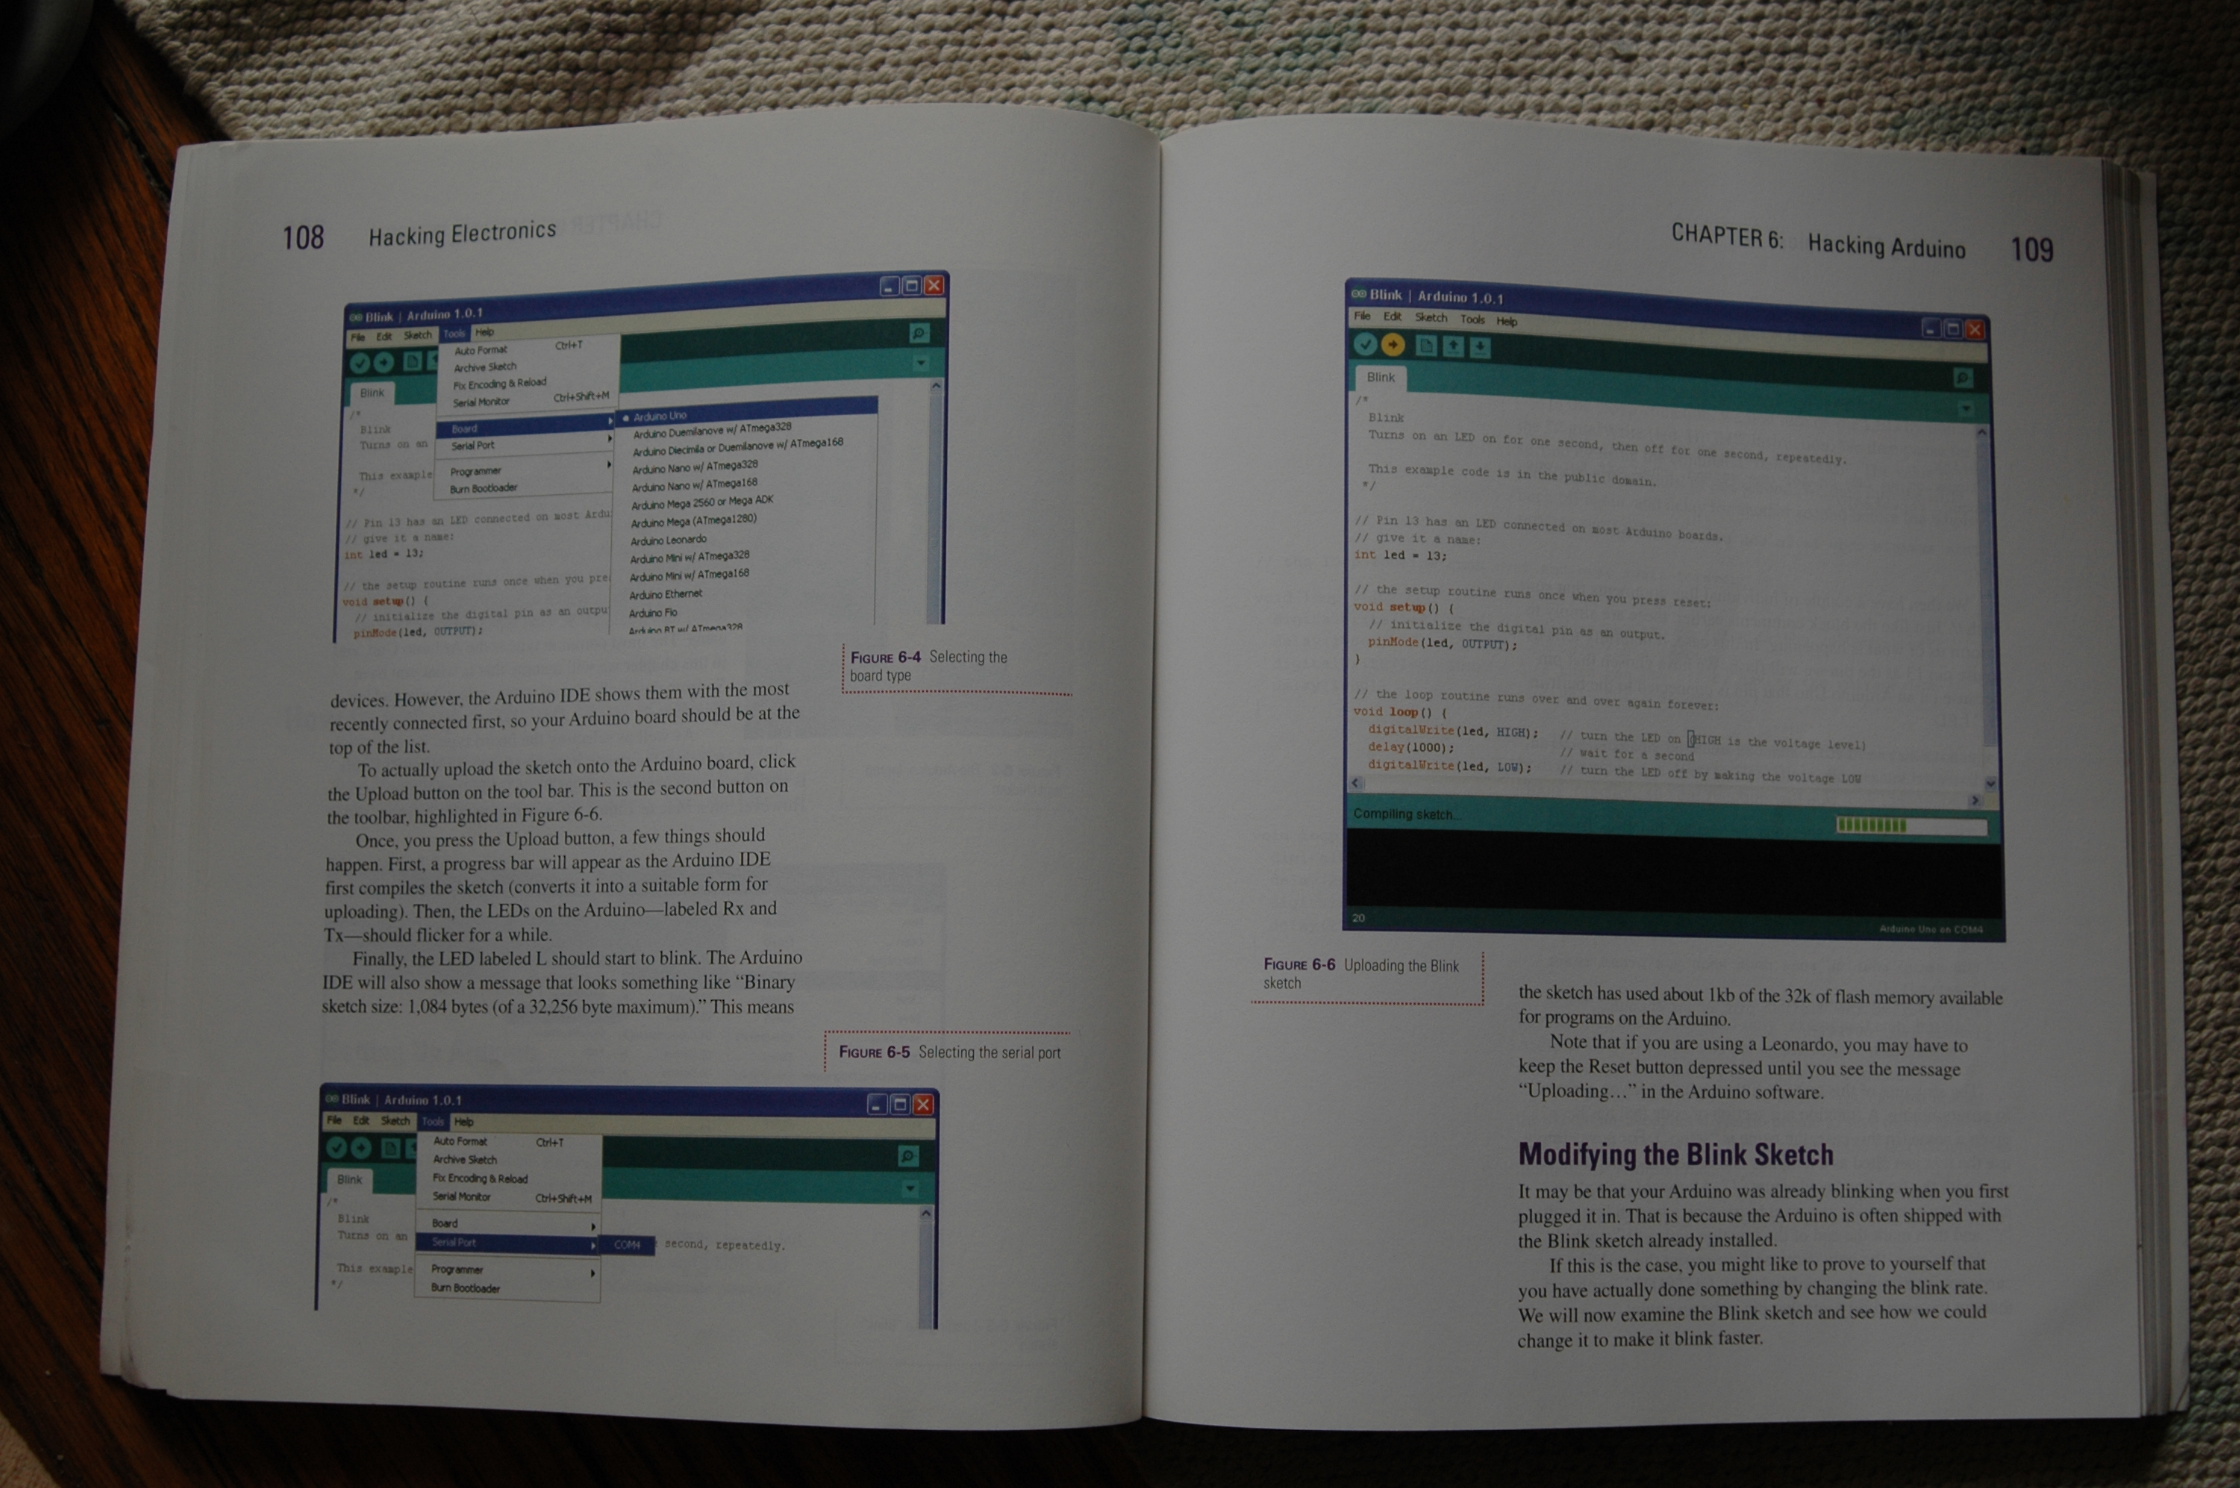 108 Hacking Electronics
Blink | Arduino 1.0.1
File Edit Sketch Tools Help
Auto Format Ctrl+T
Archive Sketch
Fix Encoding & Reload
Serial Monitor Ctrl+Shift+M
Board
Serial Port
Programmer
Burn Bootloader
Arduino Uno
Arduino Duemilanove w/ ATmega328
Arduino Diecimila or Duemilanove w/ ATmega168
Arduino Nano w/ ATmega328
Arduino Nano w/ ATmega168
Arduino Mega 2560 or Mega ADK
Arduino Mega (ATmega1280)
Arduino Leonardo
Arduino Mini w/ ATmega328
Arduino Mini w/ ATmega168
Arduino Ethernet
Arduino Fio
Arduino BT w/ ATmega328
Blink
/*
Blink
Turns on an
This example
*/
// Pin 13 has an LED connected on most Ardu
// give it a name:
int led = 13;
// the setup routine runs once when you pre
void setup() {
// initialize the digital pin as an outpu
pinMode(led, OUTPUT);
FIGURE 6-4 Selecting the
board type
devices. However, the Arduino IDE shows them with the most
recently connected first, so your Arduino board should be at the
top of the list.
To actually upload the sketch onto the Arduino board, click
the Upload button on the tool bar. This is the second button on
the toolbar, highlighted in Figure 6-6.
Once, you press the Upload button, a few things should
happen. First, a progress bar will appear as the Arduino IDE
first compiles the sketch (converts it into a suitable form for
uploading). Then, the LEDs on the Arduino—labeled Rx and
Tx—should flicker for a while.
Finally, the LED labeled L should start to blink. The Arduino
IDE will also show a message that looks something like “Binary
sketch size: 1,084 bytes (of a 32,256 byte maximum).” This means
FIGURE 6-5 Selecting the serial port
Blink | Arduino 1.0.1
File Edit Sketch Tools Help
Auto Format Ctrl+T
Archive Sketch
Fix Encoding & Reload
Serial Monitor Ctrl+Shift+M
Board
Serial Port COM4
Programmer
Burn Bootloader
Blink
/*
Blink
Turns on an second, repeatedly.
This example
*/
CHAPTER 6: Hacking Arduino 109
Blink | Arduino 1.0.1
File Edit Sketch Tools Help
Blink
/*
Blink
Turns on an LED on for one second, then off for one second, repeatedly.
This example code is in the public domain.
*/
// Pin 13 has an LED connected on most Arduino boards.
// give it a name:
int led = 13;
// the setup routine runs once when you press reset:
void setup() {
// initialize the digital pin as an output.
pinMode(led, OUTPUT);
}
// the loop routine runs over and over again forever:
void loop() {
digitalWrite(led, HIGH); // turn the LED on (HIGH is the voltage level)
delay(1000); // wait for a second
digitalWrite(led, LOW); // turn the LED off by making the voltage LOW
Compiling sketch...
20
Arduino Uno on COM4
FIGURE 6-6 Uploading the Blink
sketch
the sketch has used about 1kb of the 32k of flash memory available
for programs on the Arduino.
Note that if you are using a Leonardo, you may have to
keep the Reset button depressed until you see the message
“Uploading…” in the Arduino software.
Modifying the Blink Sketch
It may be that your Arduino was already blinking when you first
plugged it in. That is because the Arduino is often shipped with
the Blink sketch already installed.
If this is the case, you might like to prove to yourself that
you have actually done something by changing the blink rate.
We will now examine the Blink sketch and see how we could
change it to make it blink faster.